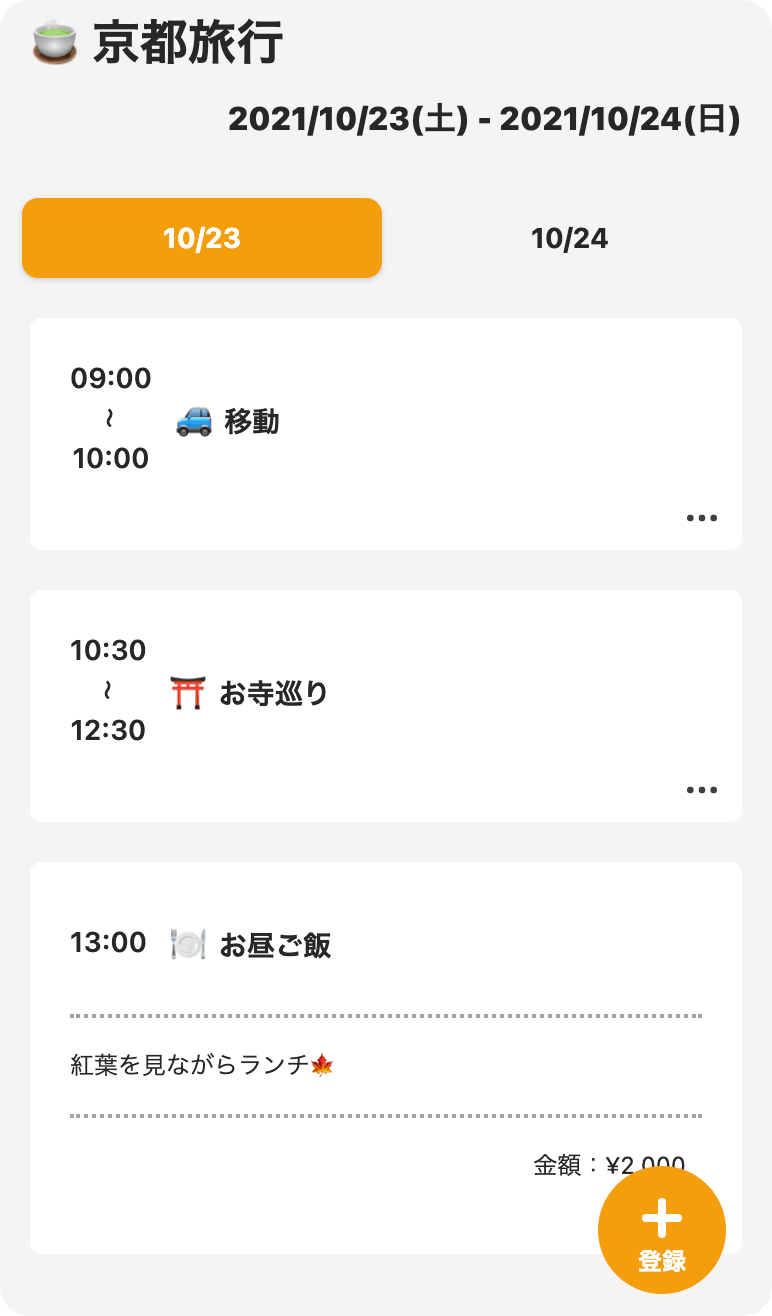 🍵 京都旅行
2021/10/23(土) - 2021/10/24(日)
10/23 10/24
09:00
~
10:00
🚙 移動
...
10:30
~
12:30
⛩ お寺巡り
...
13:00 🍽 お昼ご飯
紅葉を見ながらランチ🍁
金額：¥2,000
+
登録